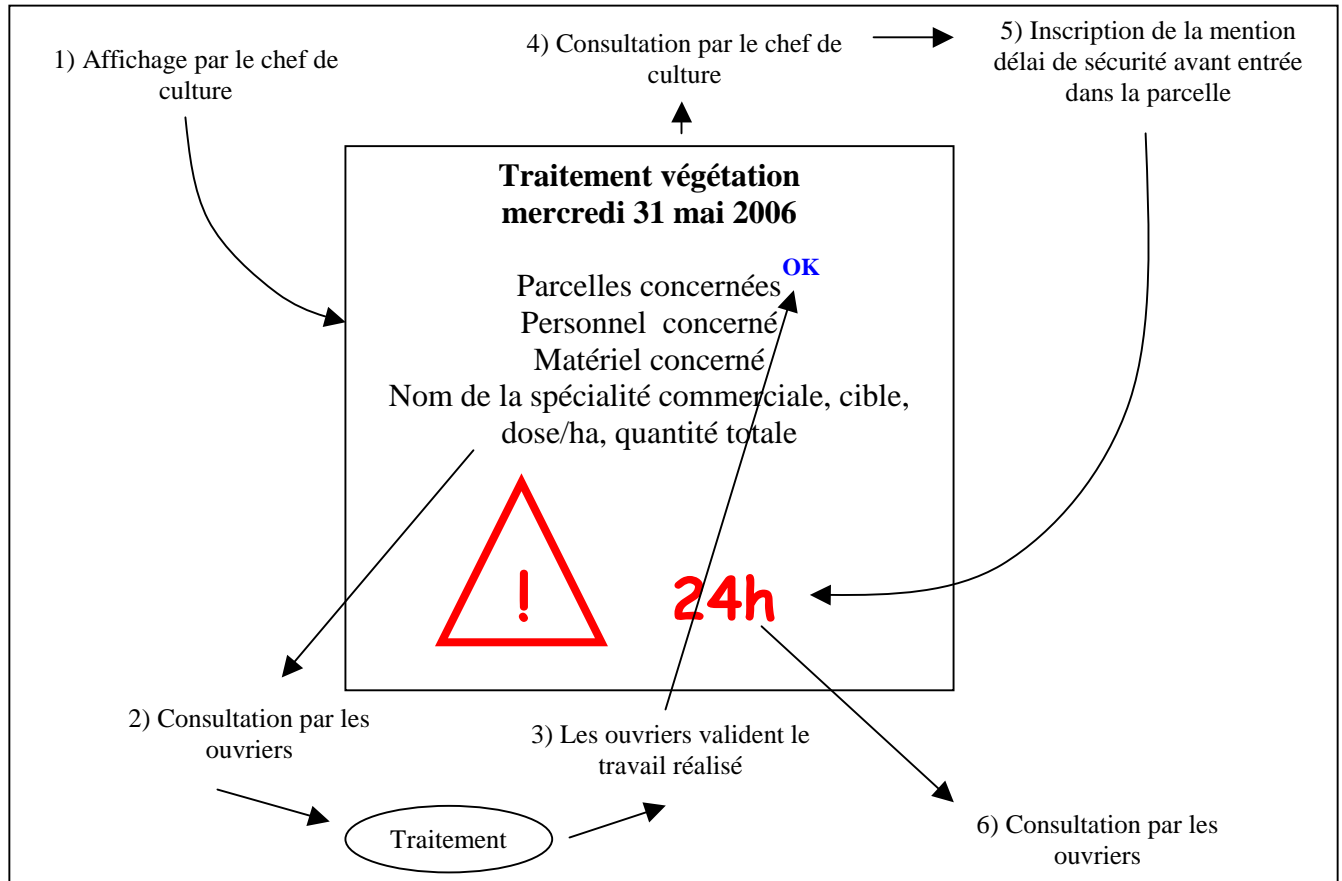 1) Affichage par le chef de
culture
4) Consultation par le chef de
culture
5) Inscription de la mention
délai de sécurité avant entrée
dans la parcelle
Traitement végétation
mercredi 31 mai 2006
OK
Parcelles concernées
Personnel concerné
Matériel concerné
Nom de la spécialité commerciale, cible,
dose/ha, quantité totale
!
24h
2) Consultation par les
ouvriers
3) Les ouvriers valident le
travail réalisé
Traitement
6) Consultation par les
ouvriers